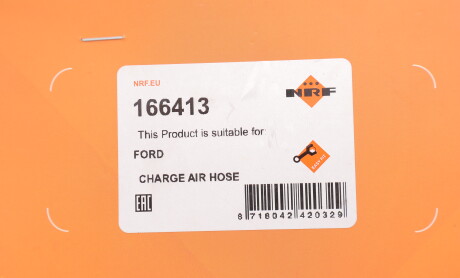 NRF.EU
NRF
166413
This Product is suitable for
FORD
CHARGE AIR HOSE
EAC
8 716042 420329